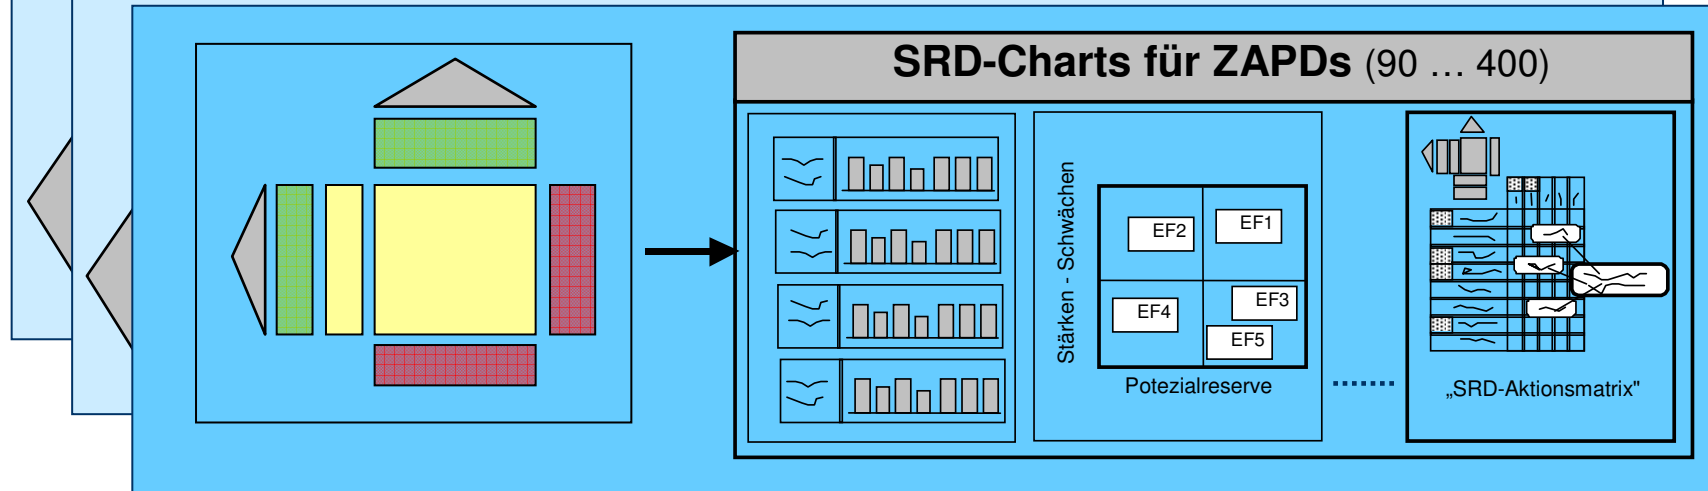 SRD-Charts für ZAPDs (90 … 400)
Stärken - Schwächen
EF2
EF1
EF4
EF3
EF5
Potezialreserve
„SRD-Aktionsmatrix"